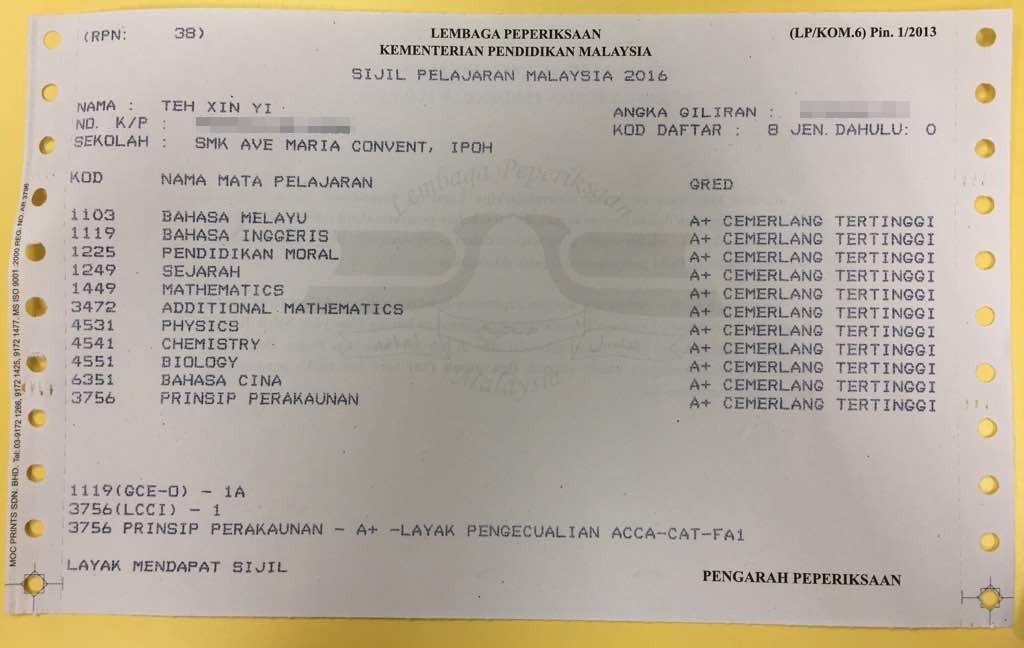 (RPN: 38)
LEMBAGA PEPERIKSAAN
KEMENTERIAN PENDIDIKAN MALAYSIA
(LP/KOM.6) Pin. 1/2013
SIJIL PELAJARAN MALAYSIA 2016
NAMA : TEH XIN YI
ANGKA GILIRAN :
NO. K/P :
KOD DAFTAR : 8 JEN.DAHULU: 0
SEKOLAH : SMK AVE MARIA CONVENT, IPOH
KOD NAMA MATA PELAJARAN GRED
1103 BAHASA MELAYU A+ CEMERLANG TERTINGGI
1119 BAHASA INGGERIS A+ CEMERLANG TERTINGGI
1225 PENDIDIKAN MORAL A+ CEMERLANG TERTINGGI
1249 SEJARAH A+ CEMERLANG TERTINGGI
1449 MATHEMATICS A+ CEMERLANG TERTINGGI
3472 ADDITIONAL MATHEMATICS A+ CEMERLANG TERTINGGI
4531 PHYSICS A+ CEMERLANG TERTINGGI
4541 CHEMISTRY A+ CEMERLANG TERTINGGI
4551 BIOLOGY A+ CEMERLANG TERTINGGI
6351 BAHASA CINA A+ CEMERLANG TERTINGGI
3756 PRINSIP PERAKAUNAN A+ CEMERLANG TERTINGGI
1119(GCE-O) - 1A
3756(LCCI) - 1
3756 PRINSIP PERAKAUNAN - A+ -LAYAK PENGECUALIAN ACCA-CAT-FA1
LAYAK MENDAPAT SIJIL
PENGARAH PEPERIKSAAN
Lembaga Peperiksaan
Malaysia
MOC PRINTS SDN. BHD. Tel: 03-9172 1266, 9172 1425, 9172 1477. MS ISO 9001 :2000 REG. NO. AR 3796